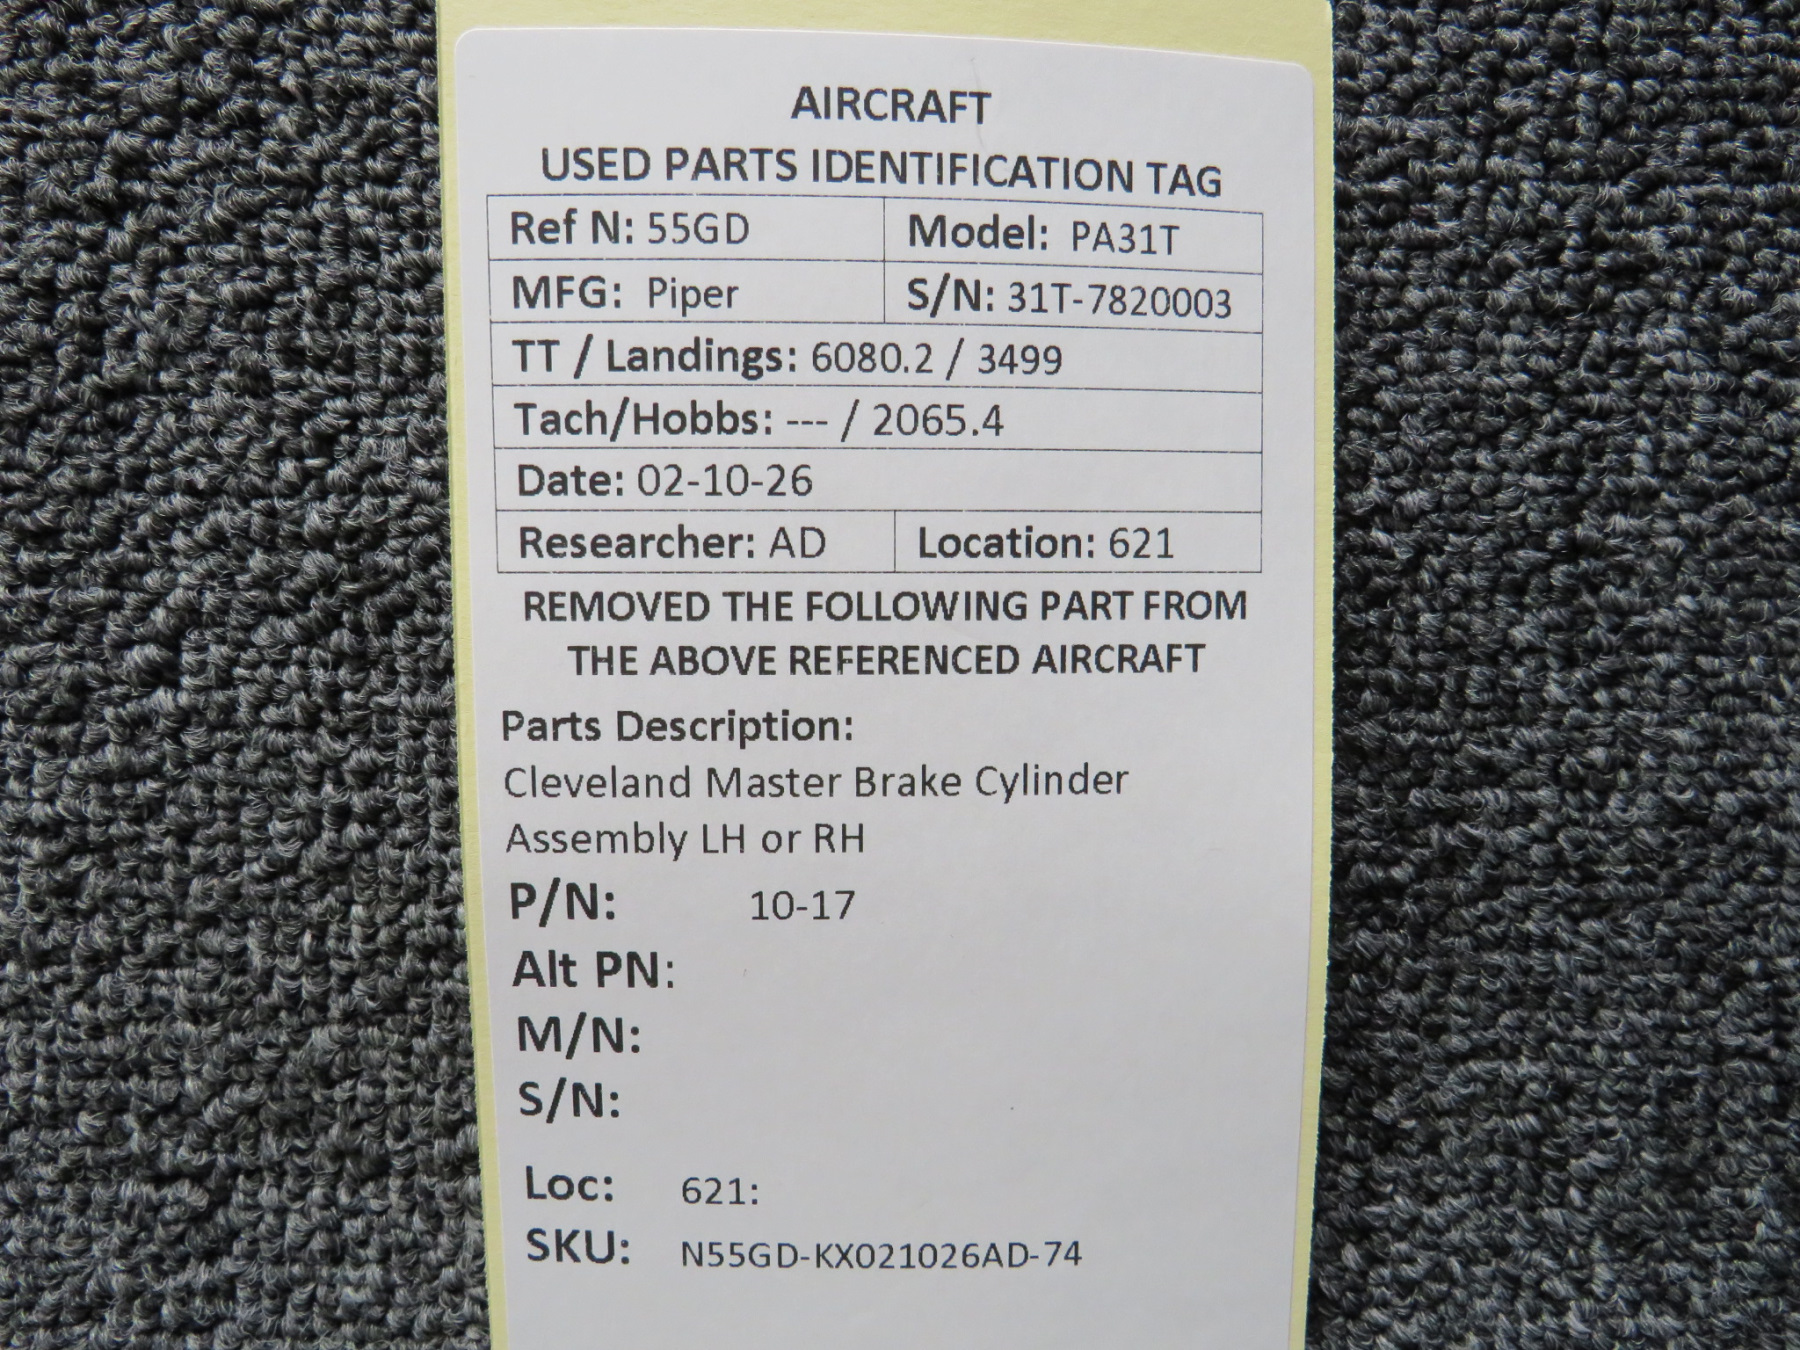 AIRCRAFT
USED PARTS IDENTIFICATION TAG
Ref N: 55GD Model: PA31T
MFG: Piper S/N: 31T-7820003
TT / Landings: 6080.2 / 3499
Tach/Hobbs: --- / 2065.4
Date: 02-10-26
Researcher: AD Location: 621
REMOVED THE FOLLOWING PART FROM
THE ABOVE REFERENCED AIRCRAFT
Parts Description:
Cleveland Master Brake Cylinder
Assembly LH or RH
P/N: 10-17
Alt PN:
M/N:
S/N:
Loc: 621:
SKU: N55GD-KX021026AD-74